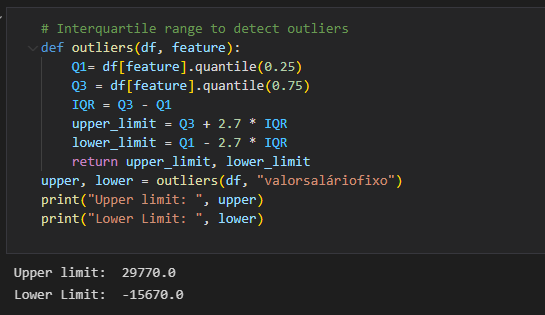 # Interquartile range to detect outliers
def outliers(df, feature):
Q1= df[feature].quantile(0.25)
Q3 = df[feature].quantile(0.75)
IQR = Q3 - Q1
upper_limit = Q3 + 2.7 * IQR
lower_limit = Q1 - 2.7 * IQR
return upper_limit, lower_limit
upper, lower = outliers(df, "valorsaláriofixo")
print("Upper limit: ", upper)
print("Lower Limit: ", lower)
Upper limit:  29770.0
Lower Limit:  -15670.0